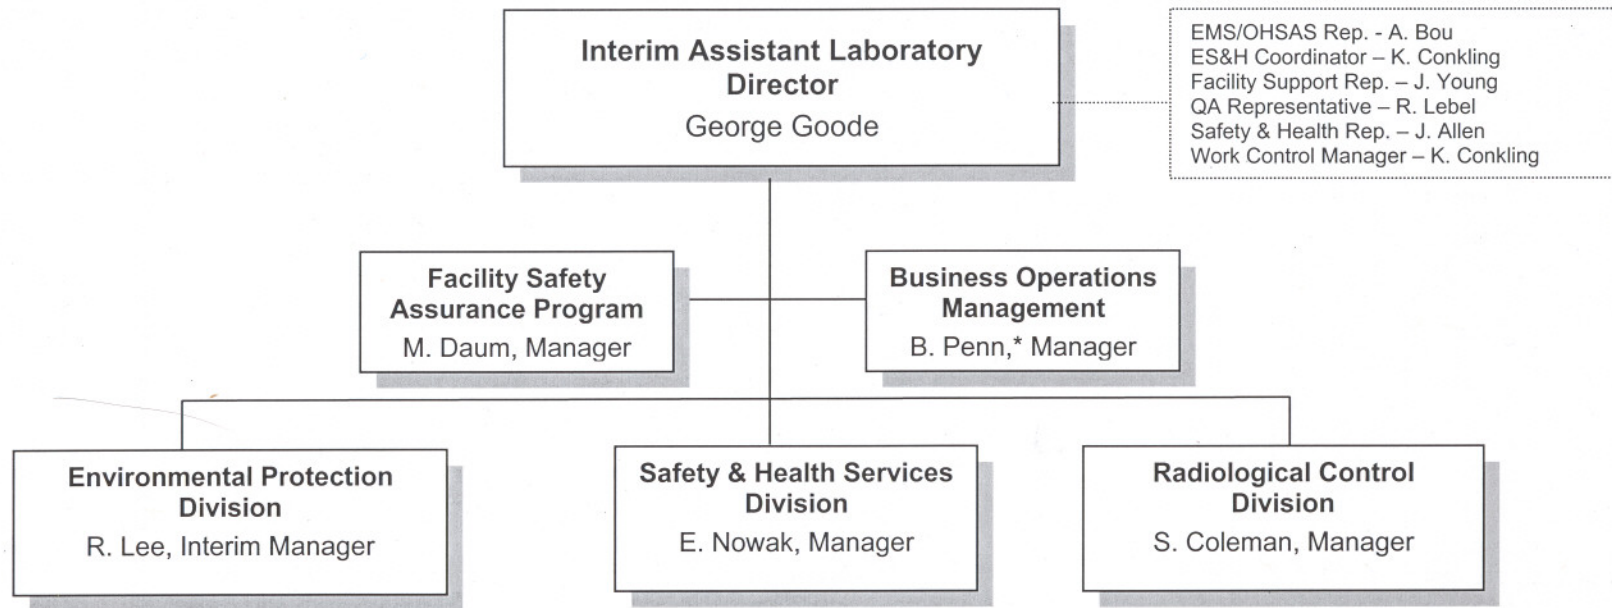 Interim Assistant Laboratory
Director
George Goode
EMS/OHSAS Rep. - A. Bou
ES&H Coordinator – K. Conkling
Facility Support Rep. – J. Young
QA Representative – R. Lebel
Safety & Health Rep. – J. Allen
Work Control Manager – K. Conkling
Facility Safety
Assurance Program
M. Daum, Manager
Business Operations
Management
B. Penn,* Manager
Environmental Protection
Division
R. Lee, Interim Manager
Safety & Health Services
Division
E. Nowak, Manager
Radiological Control
Division
S. Coleman, Manager